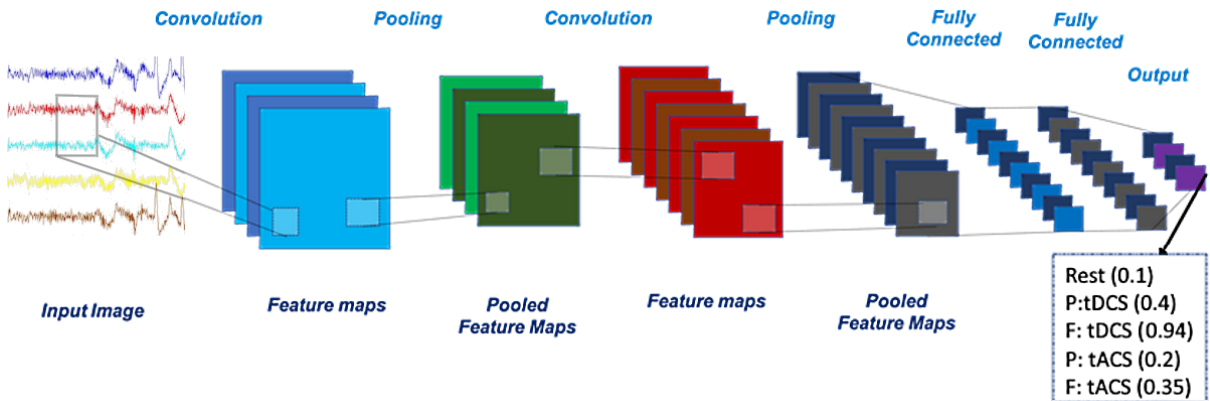 Convolution
Pooling
Convolution
Pooling
Fully
Connected
Fully
Connected
Output
Input Image
Feature maps
Pooled
Feature Maps
Feature maps
Pooled
Feature Maps
Rest (0.1)
P:tDCS (0.4)
F: tDCS (0.94)
P: tACS (0.2)
F: tACS (0.35)